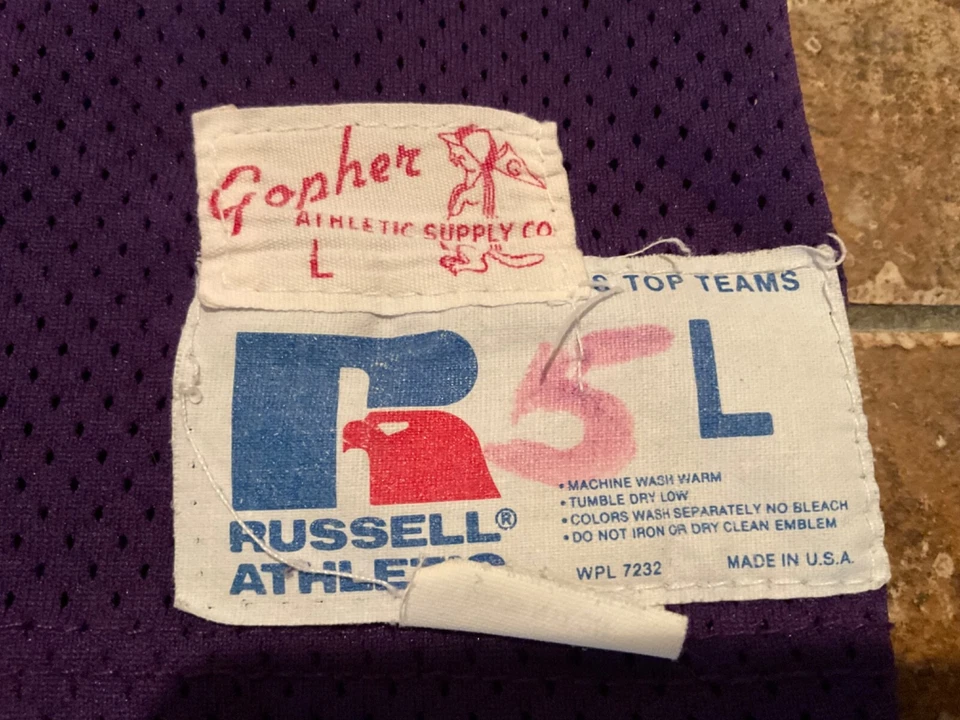 Gopher
ATHLETIC SUPPLY CO
L
TOP TEAMS
5
L
• MACHINE WASH WARM
• TUMBLE DRY LOW
• COLORS WASH SEPARATELY NO BLEACH
• DO NOT IRON OR DRY CLEAN EMBLEM
RUSSELL®
ATHLETIC
WPL 7232
MADE IN U.S.A.